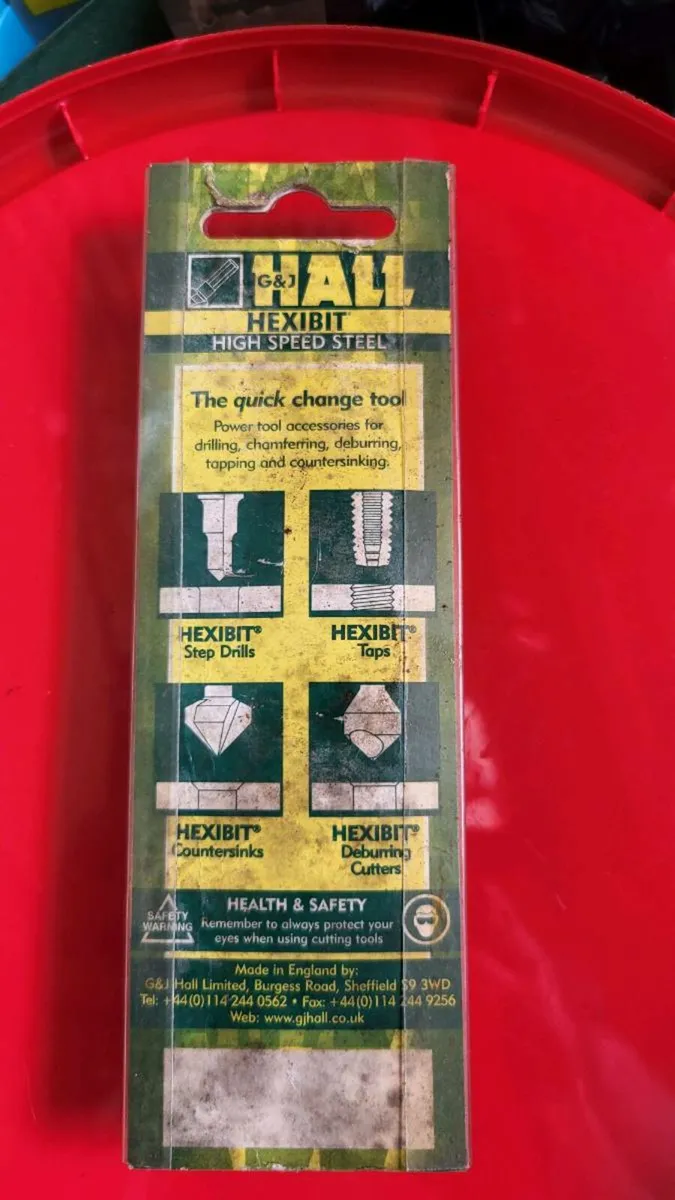 G&J HALL
HEXIBIT
HIGH SPEED STEEL
The quick change tool
Power tool accessories for
drilling, chamferring, deburring,
tapping and countersinking.
HEXIBIT®
Step Drills
HEXIBIT®
Taps
HEXIBIT®
Countersinks
HEXIBIT®
Deburring
Cutters
SAFETY
WARNING
HEALTH & SAFETY
Remember to always protect your
eyes when using cutting tools
Made in England by:
G&J Hall Limited, Burgess Road, Sheffield S9 3WD
Tel: +44(0)114 244 0562 • Fax: +44(0)114 244 9256
Web: www.gjhall.co.uk